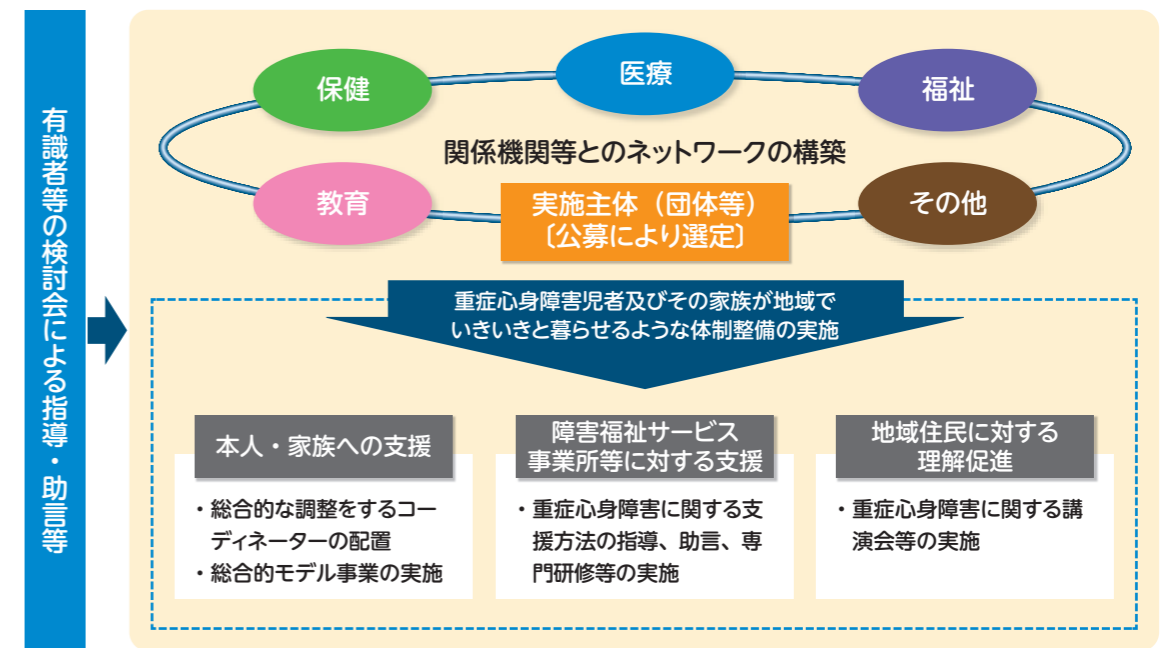 有識者等の検討会による指導・助言等
保健
医療
福祉
関係機関等とのネットワークの構築
教育
実施主体（団体等）
〔公募により選定〕
その他
重症心身障害児者及びその家族が地域で
いきいきと暮らせるような体制整備の実施
本人・家族への支援
・総合的な調整をするコー
ディネーターの配置
・総合的モデル事業の実施
障害福祉サービス
事業所等に対する支援
・重症心身障害に関する支
援方法の指導、助言、専
門研修等の実施
地域住民に対する
理解促進
・重症心身障害に関する講
演会等の実施